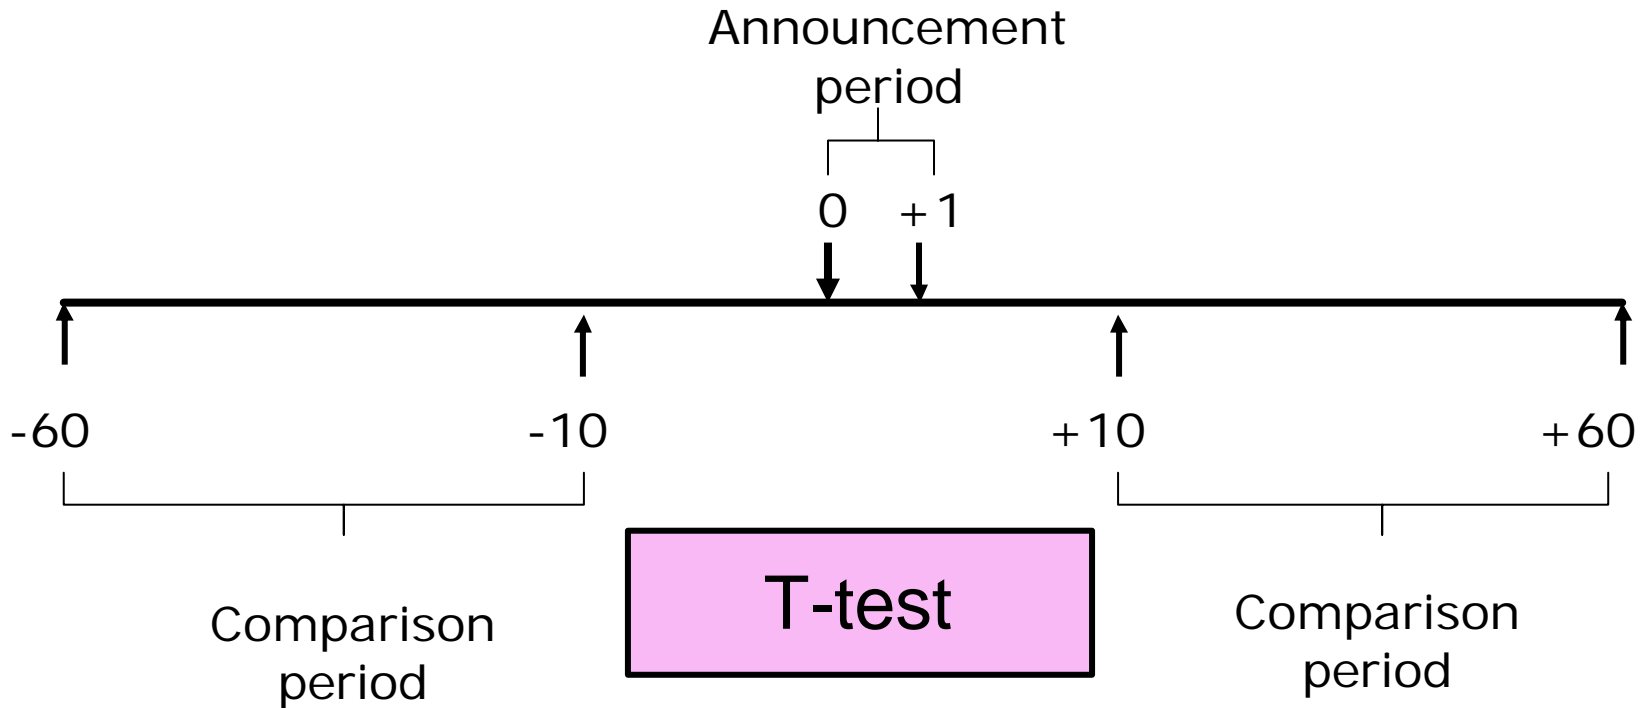 Announcement
period
0 +1
-60 -10 +10 +60
T-test
Comparison
period
Comparison
period